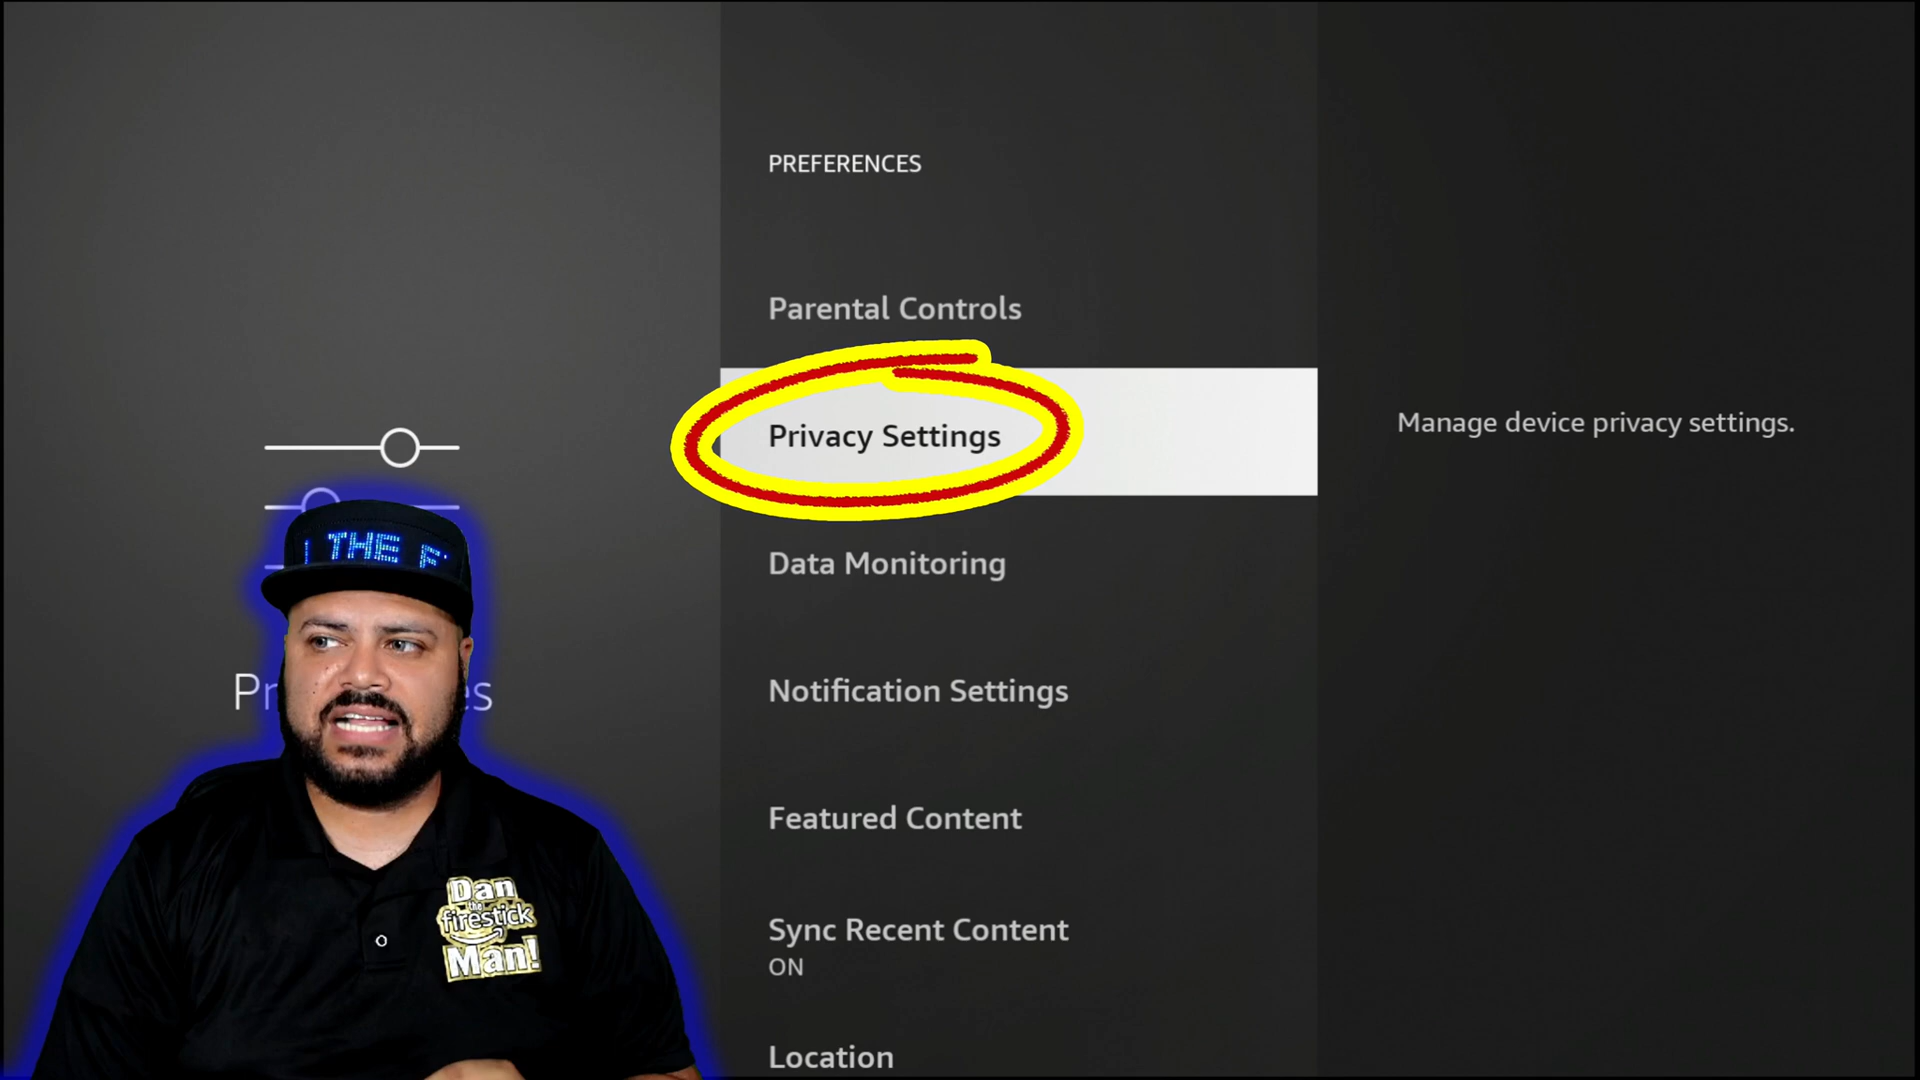 PREFERENCES
Parental Controls
Privacy Settings
Manage device privacy settings.
Data Monitoring
Notification Settings
Featured Content
Sync Recent Content
ON
Location
THE F
Dan
the
firestick
Man!